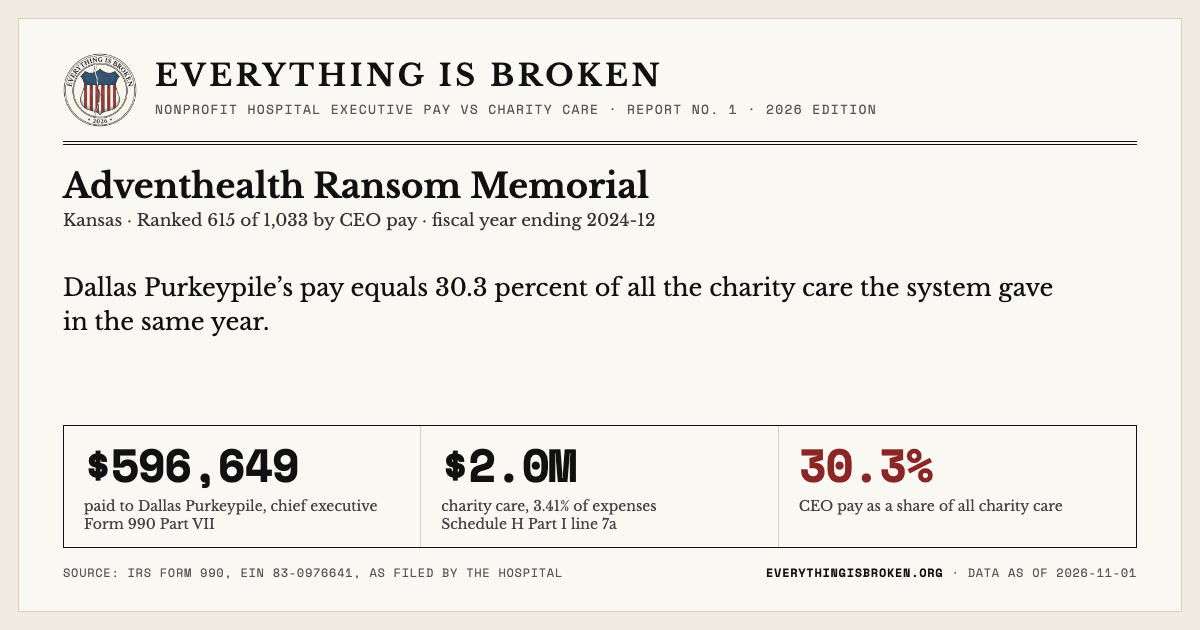 EVERYTHING IS BROKEN
· 2026 ·
EVERYTHING IS BROKEN
NONPROFIT HOSPITAL EXECUTIVE PAY VS CHARITY CARE · REPORT NO. 1 · 2026 EDITION
Adventhealth Ransom Memorial
Kansas · Ranked 615 of 1,033 by CEO pay · fiscal year ending 2024-12
Dallas Purkeypile’s pay equals 30.3 percent of all the charity care the system gave
in the same year.
$596,649
paid to Dallas Purkeypile, chief executive
Form 990 Part VII
$2.0M
charity care, 3.41% of expenses
Schedule H Part I line 7a
30.3%
CEO pay as a share of all charity care
SOURCE: IRS FORM 990, EIN 83-0976641, AS FILED BY THE HOSPITAL
EVERYTHINGISBROKEN.ORG · DATA AS OF 2026-11-01